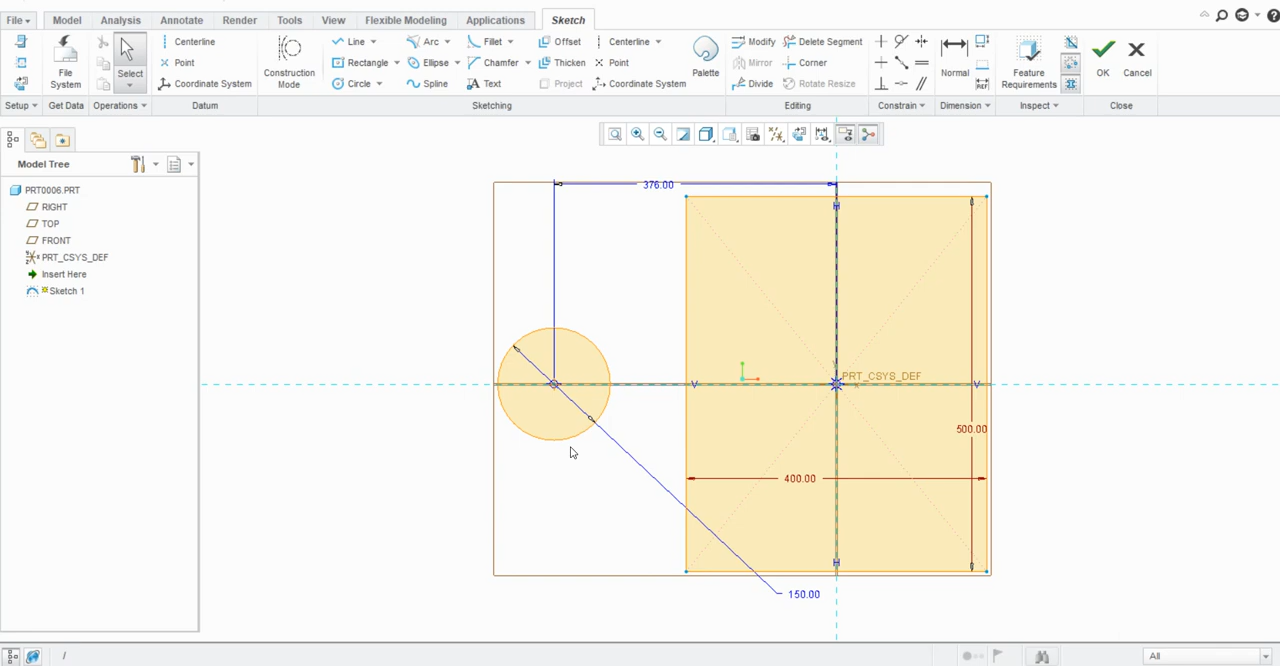 File Model Analysis Annotate Render Tools View Flexible Modeling Applications Sketch
Centerline Line Arc Fillet Offset Centerline Modify Delete Segment
Point Rectangle Ellipse Chamfer Thicken Point Mirror Corner
File System Select Coordinate System Construction Mode Circle Spline Text Project Coordinate System Palette Divide Rotate Resize Normal Feature Requirements OK Cancel
Setup Get Data Operations Datum Sketching Editing Constrain Dimension Inspect Close
Model Tree
PRT0006.PRT
RIGHT
TOP
FRONT
PRT_CSYS_DEF
Insert Here
Sketch 1
376.00
H
PRT_CSYS_DEF
V V
500.00
400.00
H
150.00
/
All